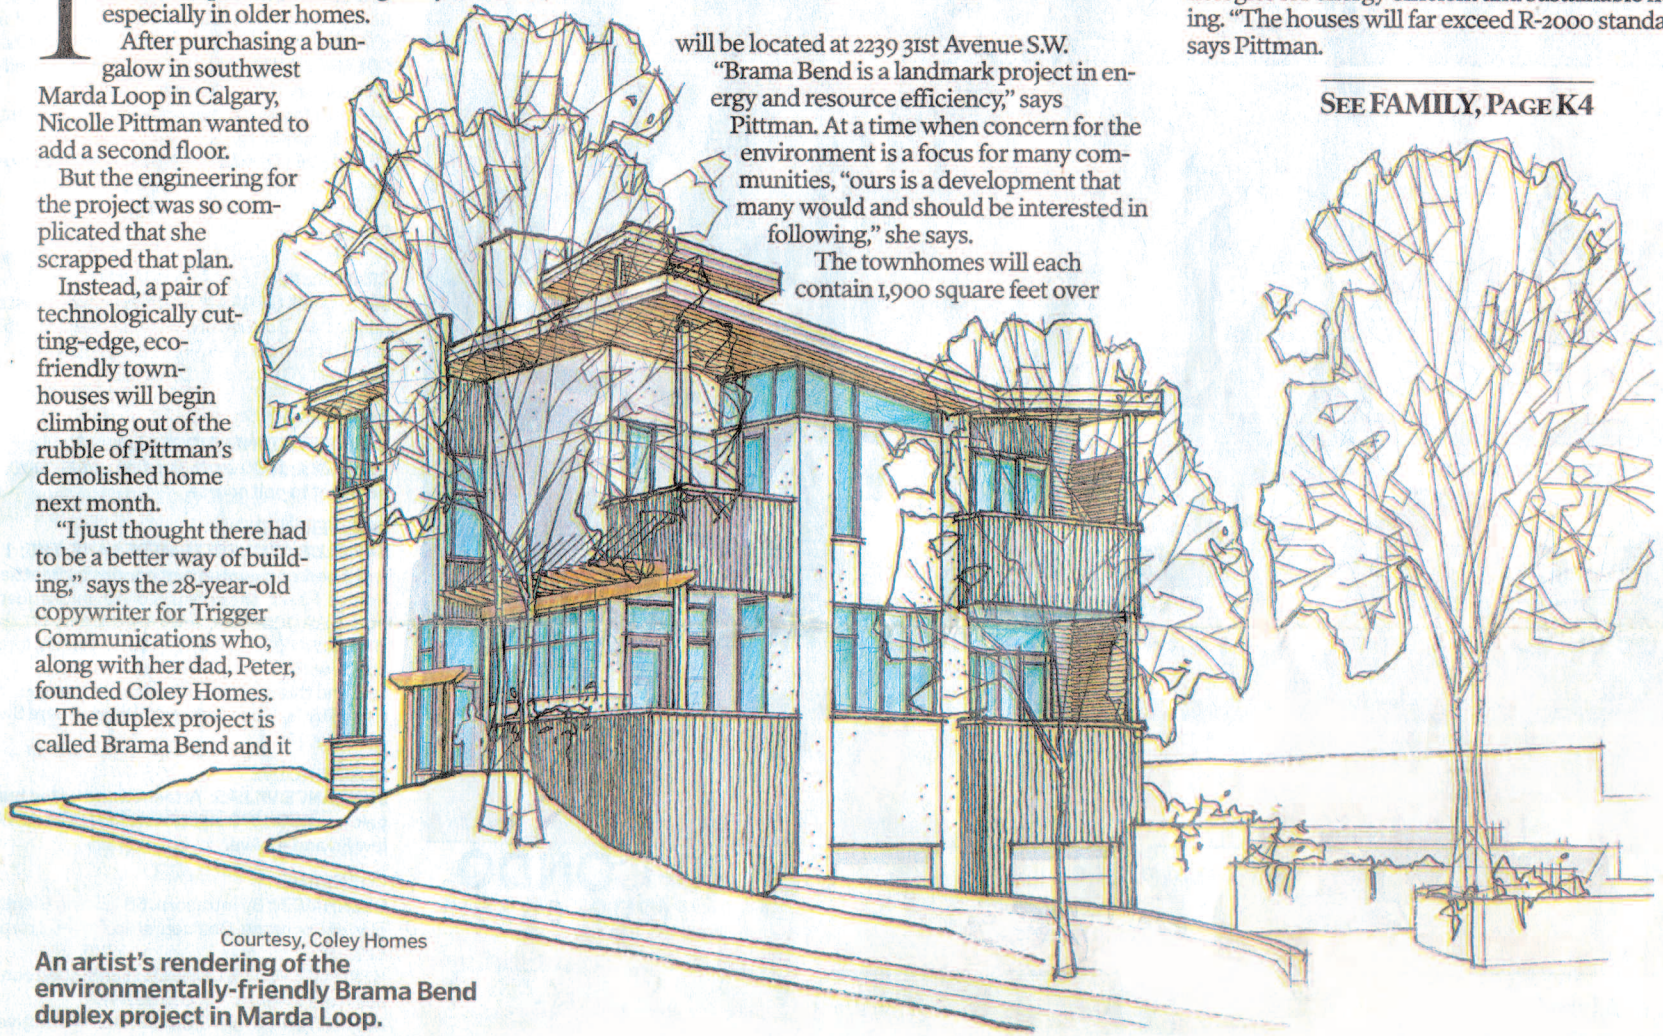 especially in older homes.
After purchasing a bun-
galow in southwest
Marda Loop in Calgary,
Nicolle Pittman wanted to
add a second floor.
But the engineering for
the project was so com-
plicated that she
scrapped that plan.
Instead, a pair of
technologically cut-
ting-edge, eco-
friendly town-
houses will begin
climbing out of the
rubble of Pittman's
demolished home
next month.
"I just thought there had
to be a better way of build-
ing," says the 28-year-old
copywriter for Trigger
Communications who,
along with her dad, Peter,
founded Coley Homes.
The duplex project is
called Brama Bend and it
will be located at 2239 31st Avenue S.W.
"Brama Bend is a landmark project in en-
ergy and resource efficiency," says
Pittman. At a time when concern for the
environment is a focus for many com-
munities, "ours is a development that
many would and should be interested in
following," she says.
The townhomes will each
contain 1,900 square feet over
ing. "The houses will far exceed R-2000 standa
says Pittman.
SEE FAMILY, PAGE K4
Courtesy, Coley Homes
An artist's rendering of the
environmentally-friendly Brama Bend
duplex project in Marda Loop.